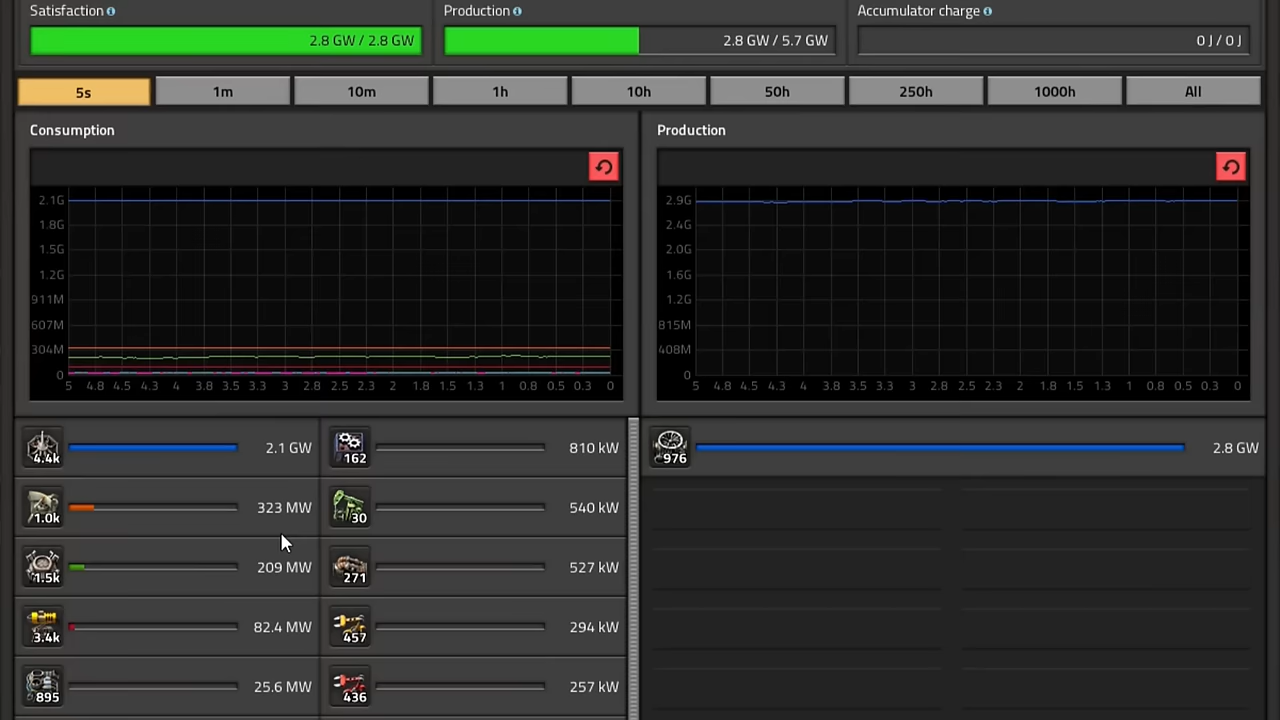 Satisfaction
Production
Accumulator charge
2.8 GW / 2.8 GW
2.8 GW / 5.7 GW
0 J / 0 J
5s
1m
10m
1h
10h
50h
250h
1000h
All
Consumption
Production
2.1G
1.8G
1.5G
1.2G
911M
607M
304M
0
5 4.8 4.5 4.3 4 3.8 3.5 3.3 3 2.8 2.5 2.3 2 1.8 1.5 1.3 1 0.8 0.5 0.3 0
2.9G
2.4G
2.0G
1.6G
1.2G
815M
408M
0
5 4.8 4.5 4.3 4 3.8 3.5 3.3 3 2.8 2.5 2.3 2 1.8 1.5 1.3 1 0.8 0.5 0.3 0
4.4k 2.1 GW
162 810 kW
976 2.8 GW
1.0k 323 MW
30 540 kW
1.5k 209 MW
271 527 kW
3.4k 82.4 MW
457 294 kW
895 25.6 MW
436 257 kW